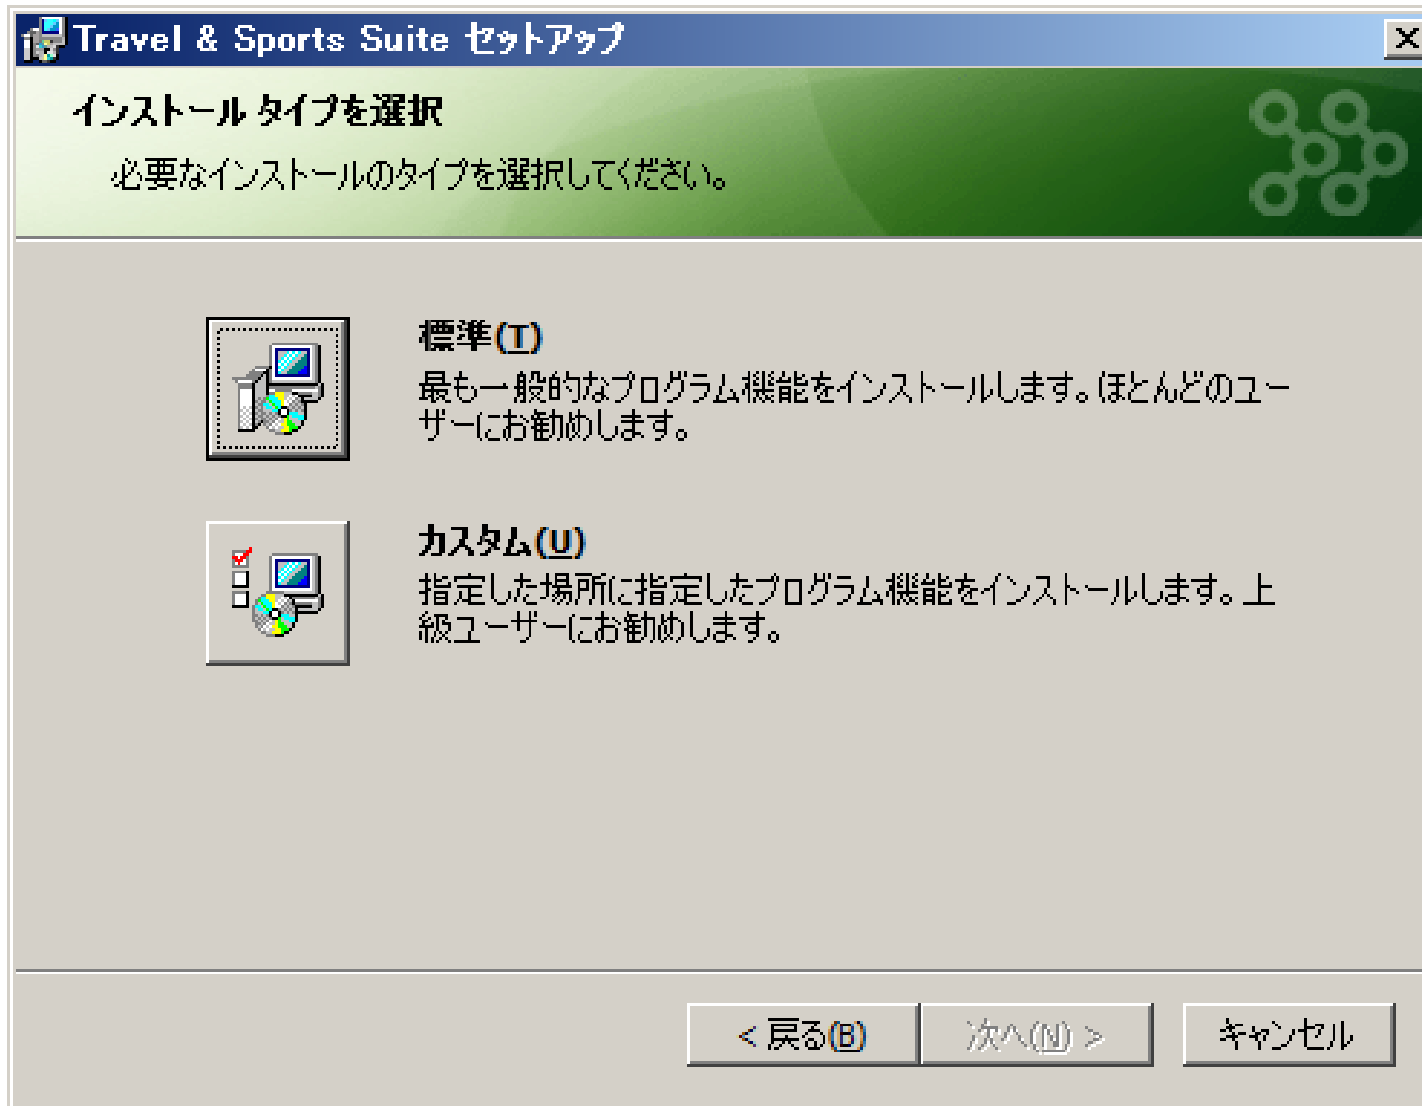 Travel & Sports Suite セットアップ
インストール タイプを選択
必要なインストールのタイプを選択してください。
標準(T)
最も一般的なプログラム機能をインストールします。ほとんどのユー
ザーにお勧めします。
カスタム(U)
指定した場所に指定したプログラム機能をインストールします。上
級ユーザーにお勧めします。
< 戻る(B) 次へ(N) > キャンセル